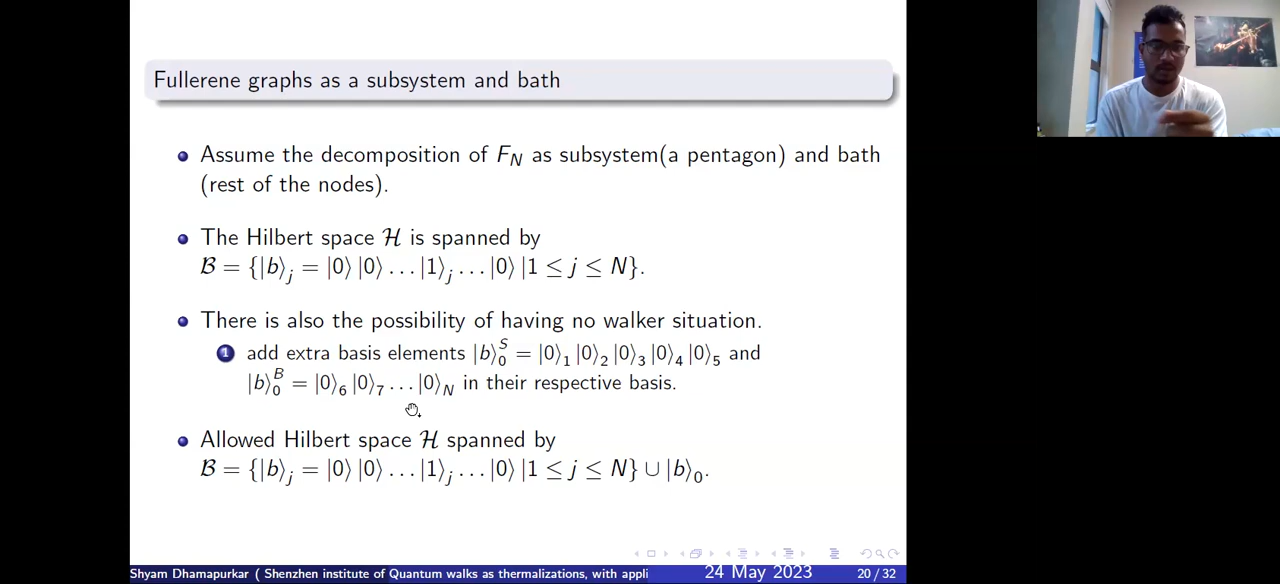 Fullerene graphs as a subsystem and bath
Assume the decomposition of F_N as subsystem(a pentagon) and bath
(rest of the nodes).
The Hilbert space ℋ is spanned by
ℬ = {|b⟩_j = |0⟩ |0⟩ … |1⟩_j … |0⟩ |1 ≤ j ≤ N}.
There is also the possibility of having no walker situation.
1 add extra basis elements |b⟩_0^S = |0⟩_1 |0⟩_2 |0⟩_3 |0⟩_4 |0⟩_5 and
|b⟩_0^B = |0⟩_6 |0⟩_7 … |0⟩_N in their respective basis.
Allowed Hilbert space ℋ spanned by
ℬ = {|b⟩_j = |0⟩ |0⟩ … |1⟩_j … |0⟩ |1 ≤ j ≤ N} ∪ |b⟩_0.
Shyam Dhamapurkar ( Shenzhen institute of Quantum walks as thermalizations, with appli 24 May 2023 20 / 32